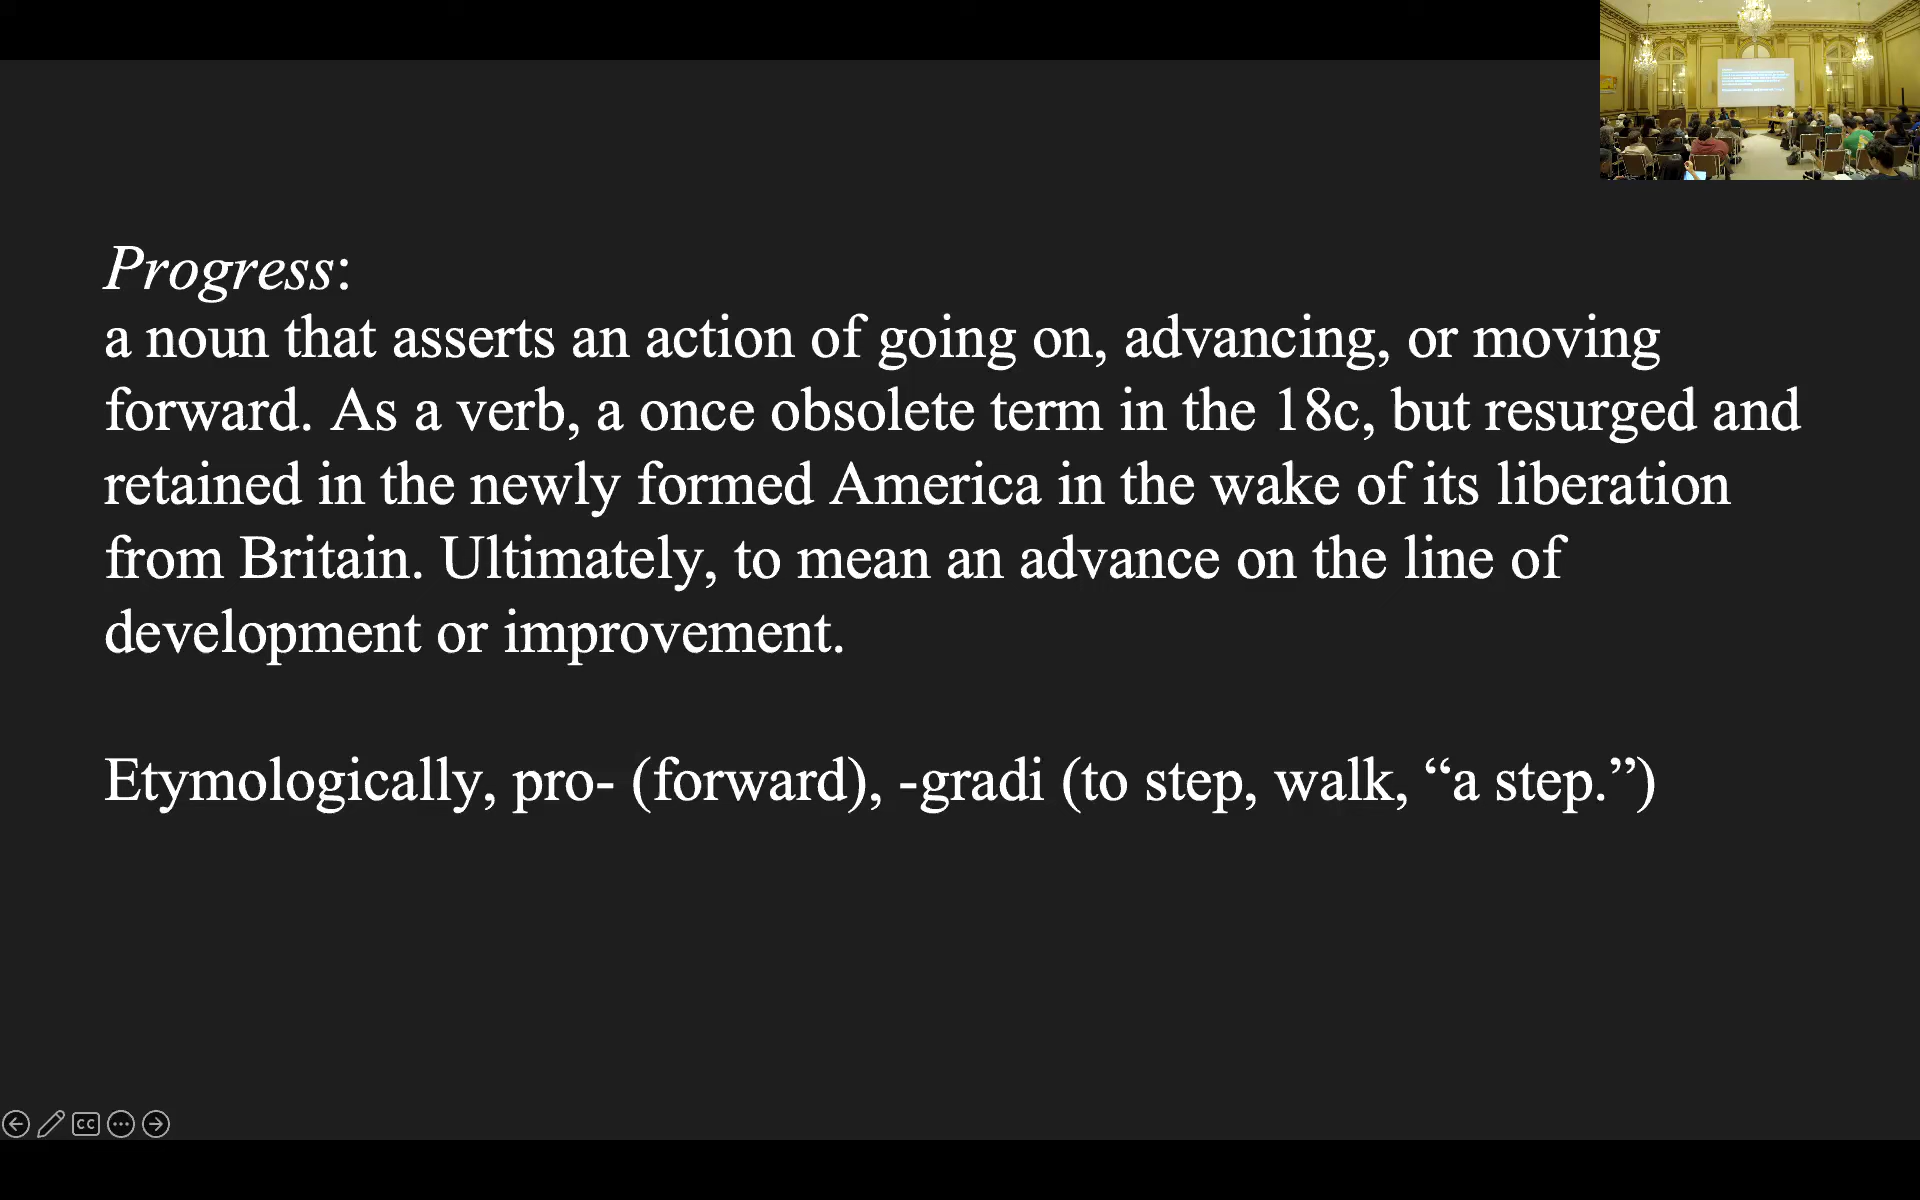 Progress:
a noun that asserts an action of going on, advancing, or moving
forward. As a verb, a once obsolete term in the 18c, but resurged and
retained in the newly formed America in the wake of its liberation
from Britain. Ultimately, to mean an advance on the line of
development or improvement.
Etymologically, pro- (forward), -gradi (to step, walk, “a step.”)
CC